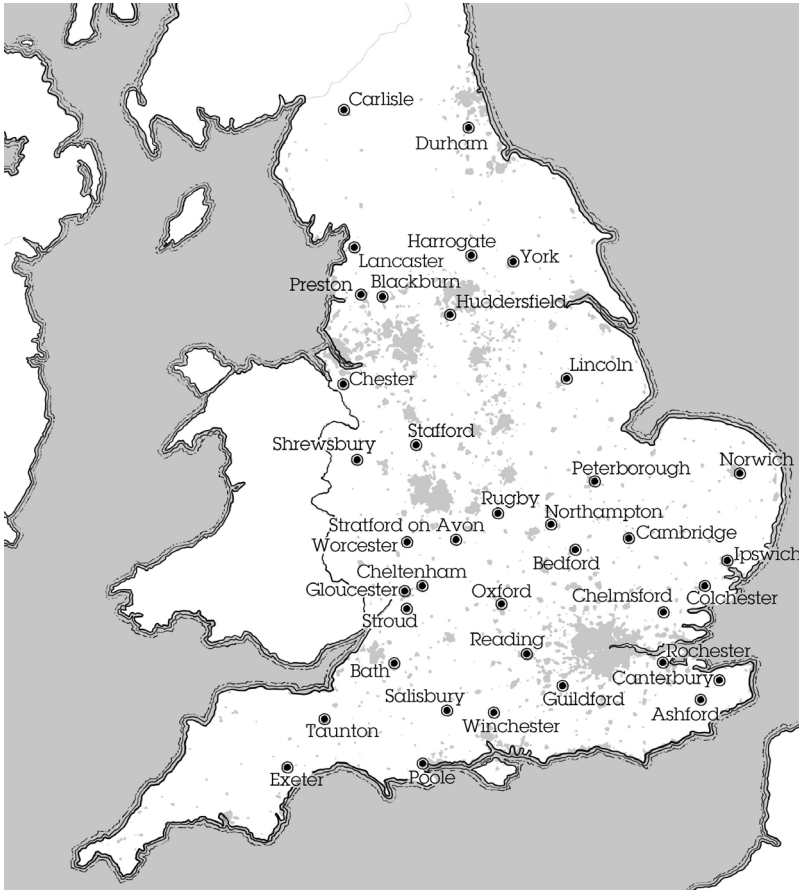 Carlisle
Durham
Harrogate
York
Lancaster
Preston
Blackburn
Huddersfield
Lincoln
Chester
Stafford
Shrewsbury
Norwich
Peterborough
Rugby
Northampton
Stratford on Avon
Cambridge
Worcester
Ipswich
Bedford
Cheltenham
Gloucester
Oxford
Chelmsford
Colchester
Stroud
Reading
Rochester
Bath
Canterbury
Salisbury
Guildford
Ashford
Winchester
Taunton
Exeter
Poole